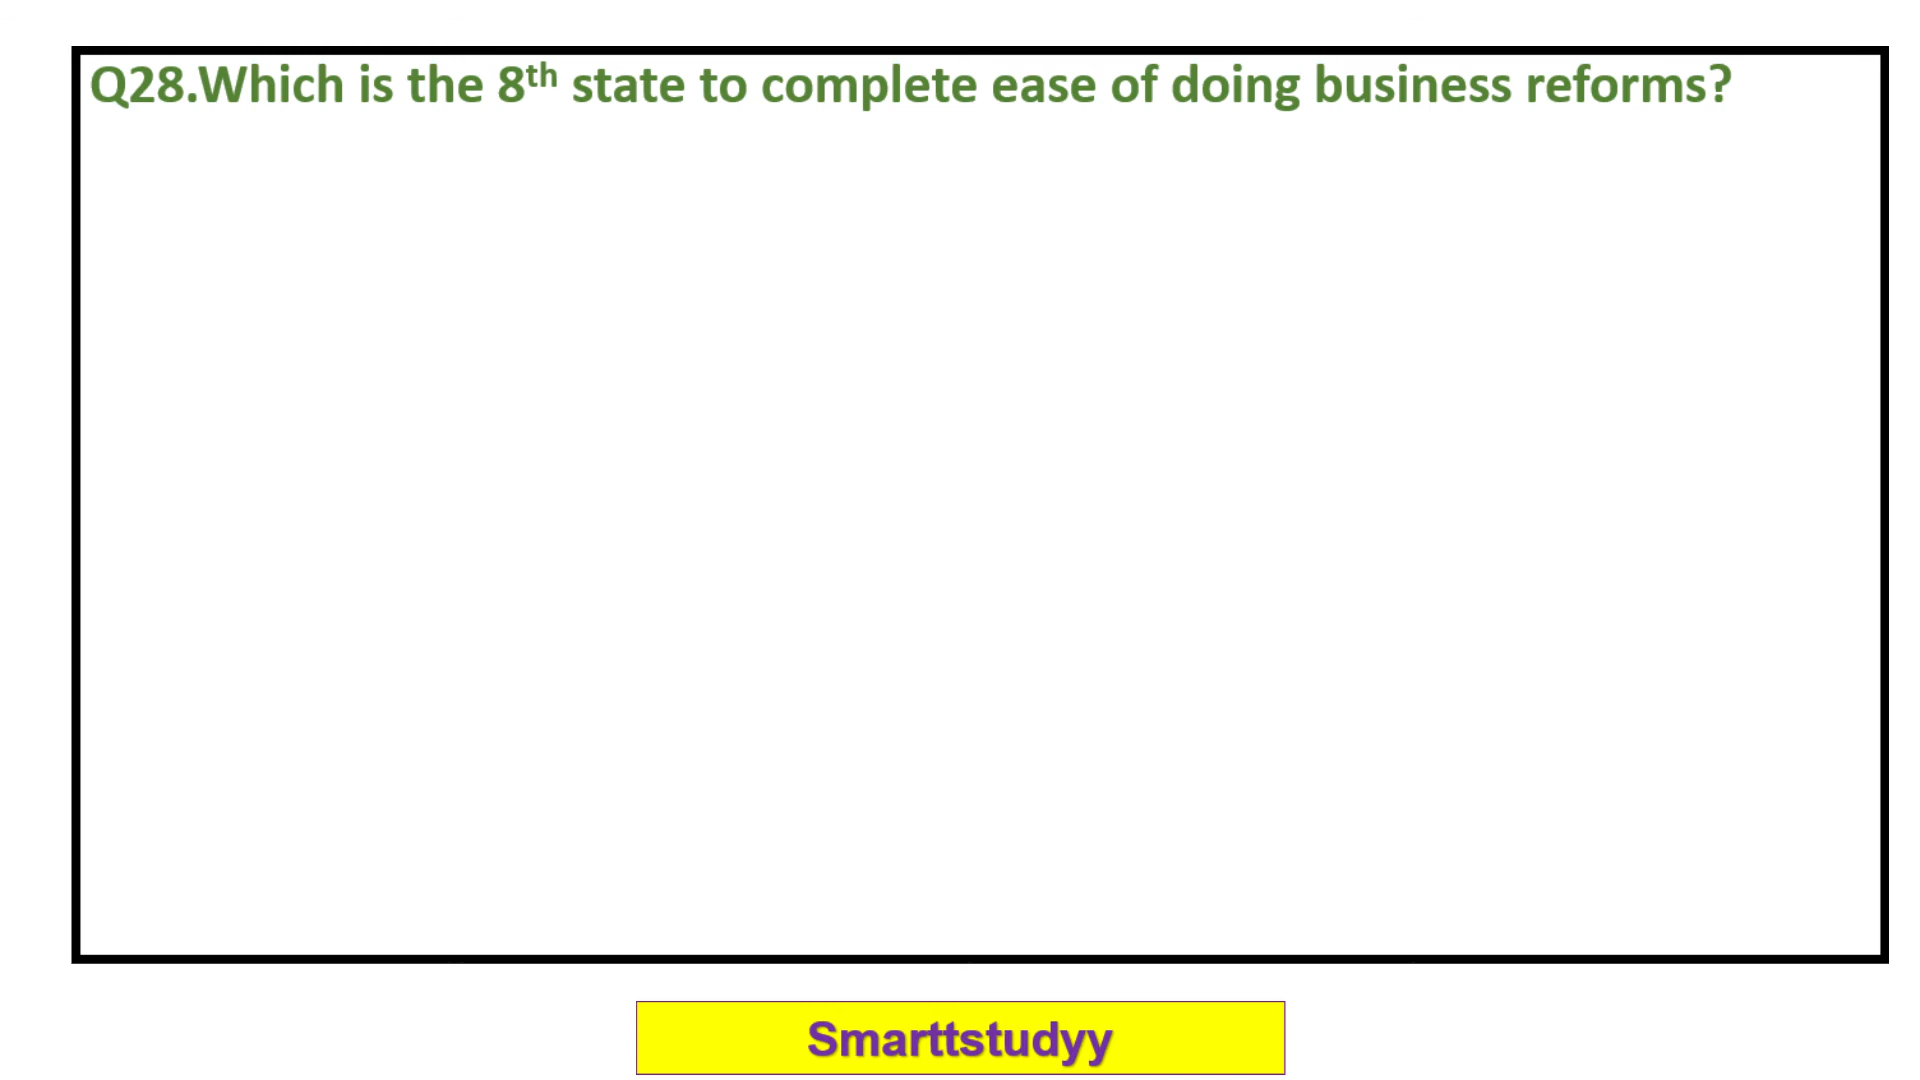 Q28.Which is the 8th state to complete ease of doing business reforms?
Smarttstudyy